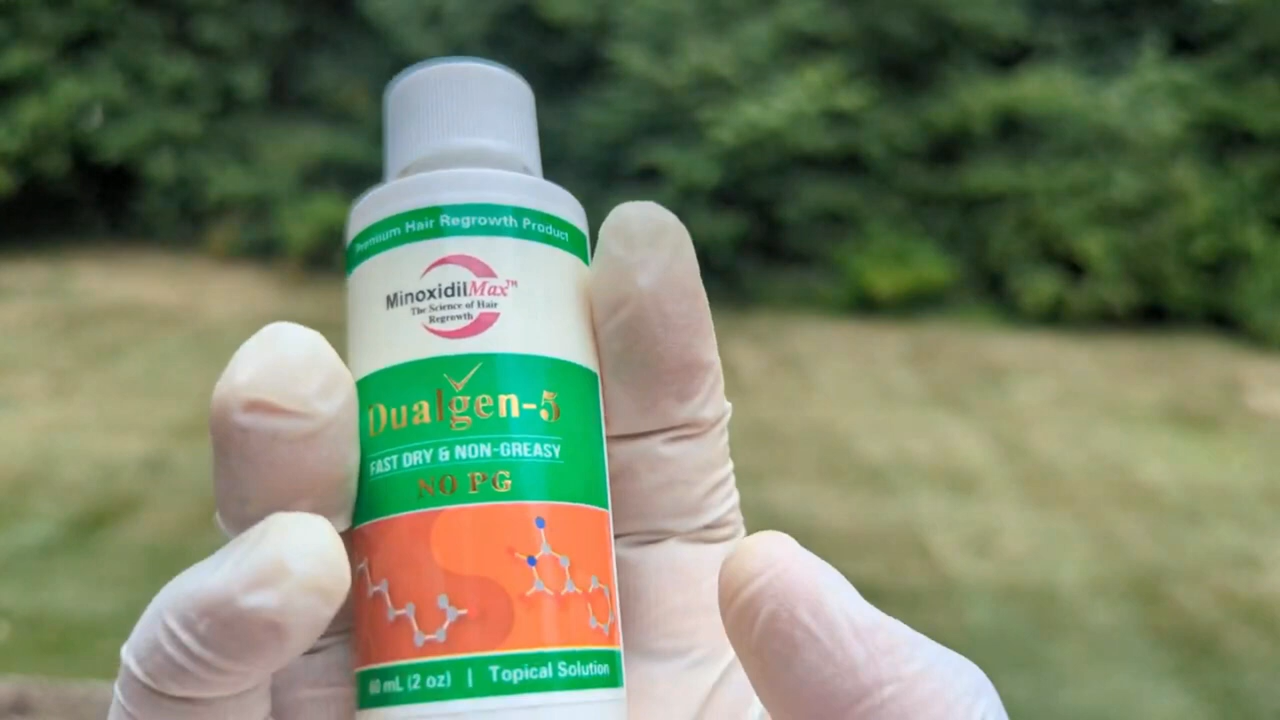 Premium Hair Regrowth Product
MinoxidilMax™
The Science of Hair
Regrowth
Dualgen-5
FAST DRY & NON-GREASY
NO PG
60 mL (2 oz) | Topical Solution